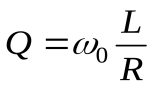 Q = ω₀ L/R